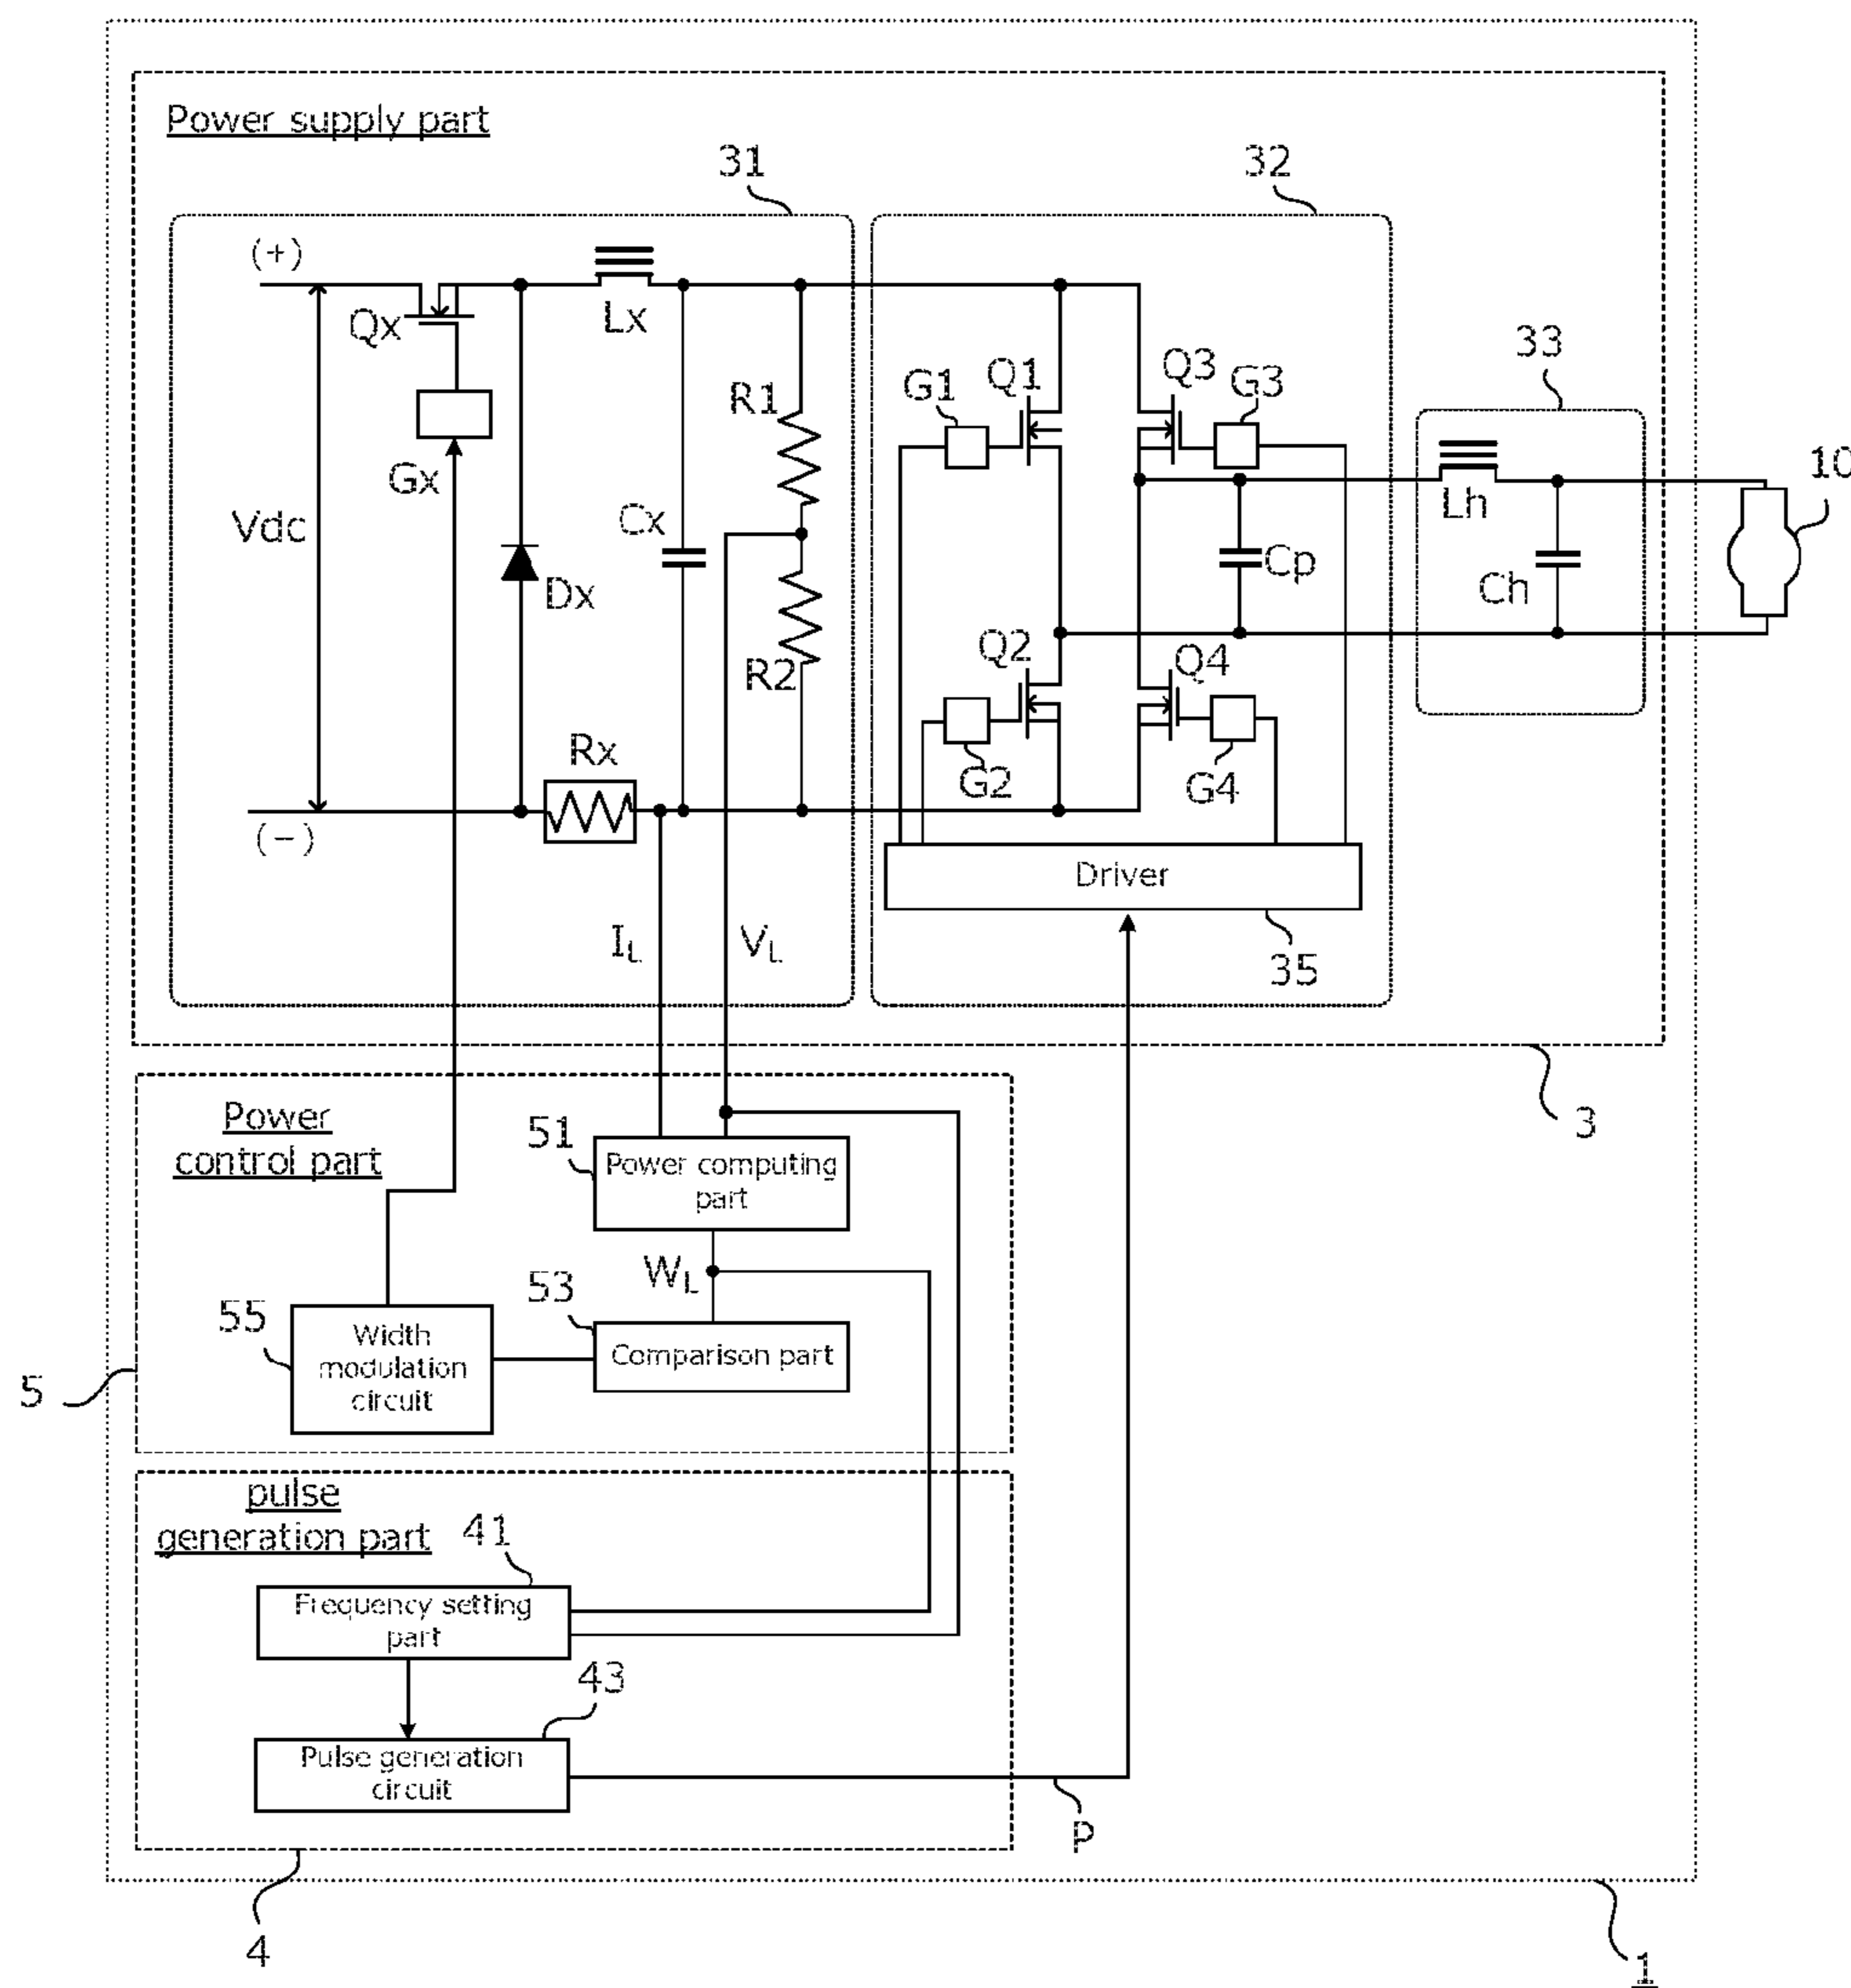 Power supply part
31
32
(+)
Qx
Lx
33
G1
Q1
Q3
G3
R1
10
Gx
Vdc
Cx
Lh
Dx
Cp
Ch
Q2
Q4
R2
Rx
G2
G4
(−)
Driver
IL
VL
35
3
Power
control part
51
Power computing
part
WL
53
55
Width
modulation
circuit
Comparison part
5
pulse
generation part
41
Frequency setting
part
43
Pulse generation
circuit
P
4
1